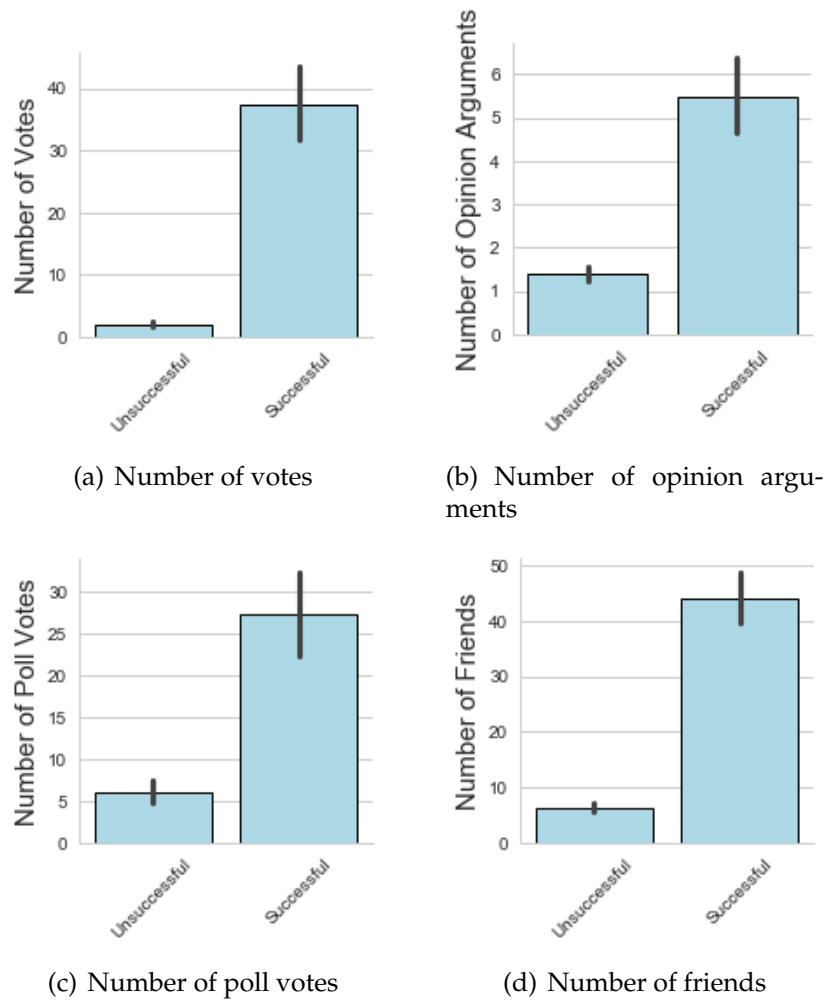 Number of Votes
40
30
20
10
0
Unsuccessful
Successful
(a) Number of votes
Number of Opinion Arguments
6
5
4
3
2
1
0
Unsuccessful
Successful
(b) Number of opinion argu-
ments
Number of Poll Votes
30
25
20
15
10
5
0
Unsuccessful
Successful
(c) Number of poll votes
Number of Friends
50
40
30
20
10
0
Unsuccessful
Successful
(d) Number of friends